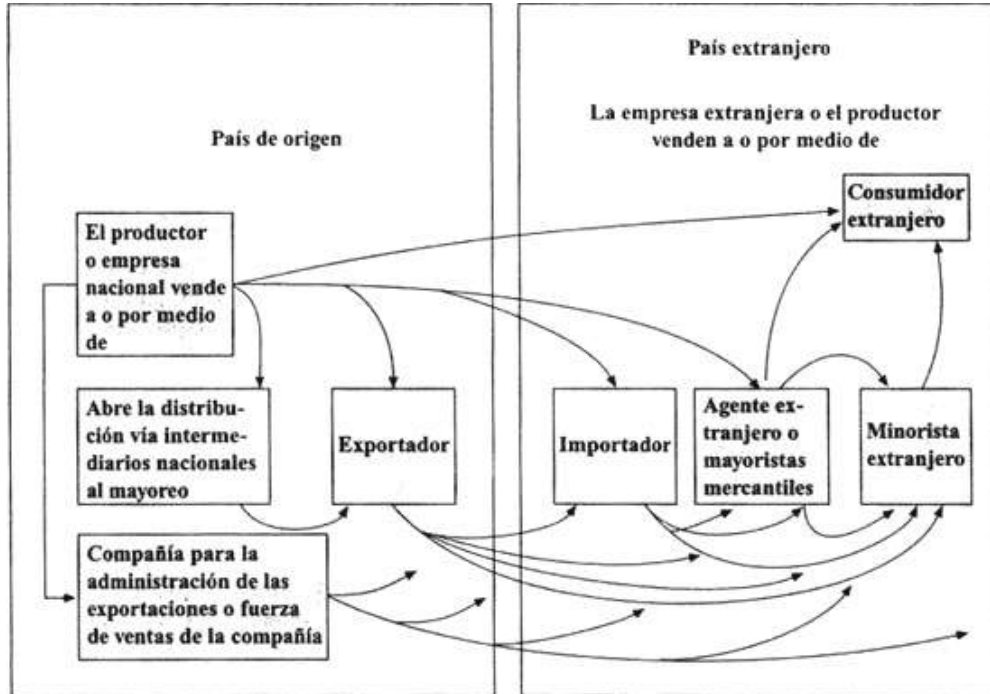 País de origen
El productor
o empresa
nacional vende
a o por medio
de
Abre la distribu-
ción vía interme-
diarios nacionales
al mayoreo
Exportador
Compañía para la
administración de las
exportaciones o fuerza
de ventas de la compañía
País extranjero
La empresa extranjera o el productor
venden a o por medio de
Consumidor
extranjero
Importador
Agente ex-
tranjero o
mayoristas
mercantiles
Minorista
extranjero